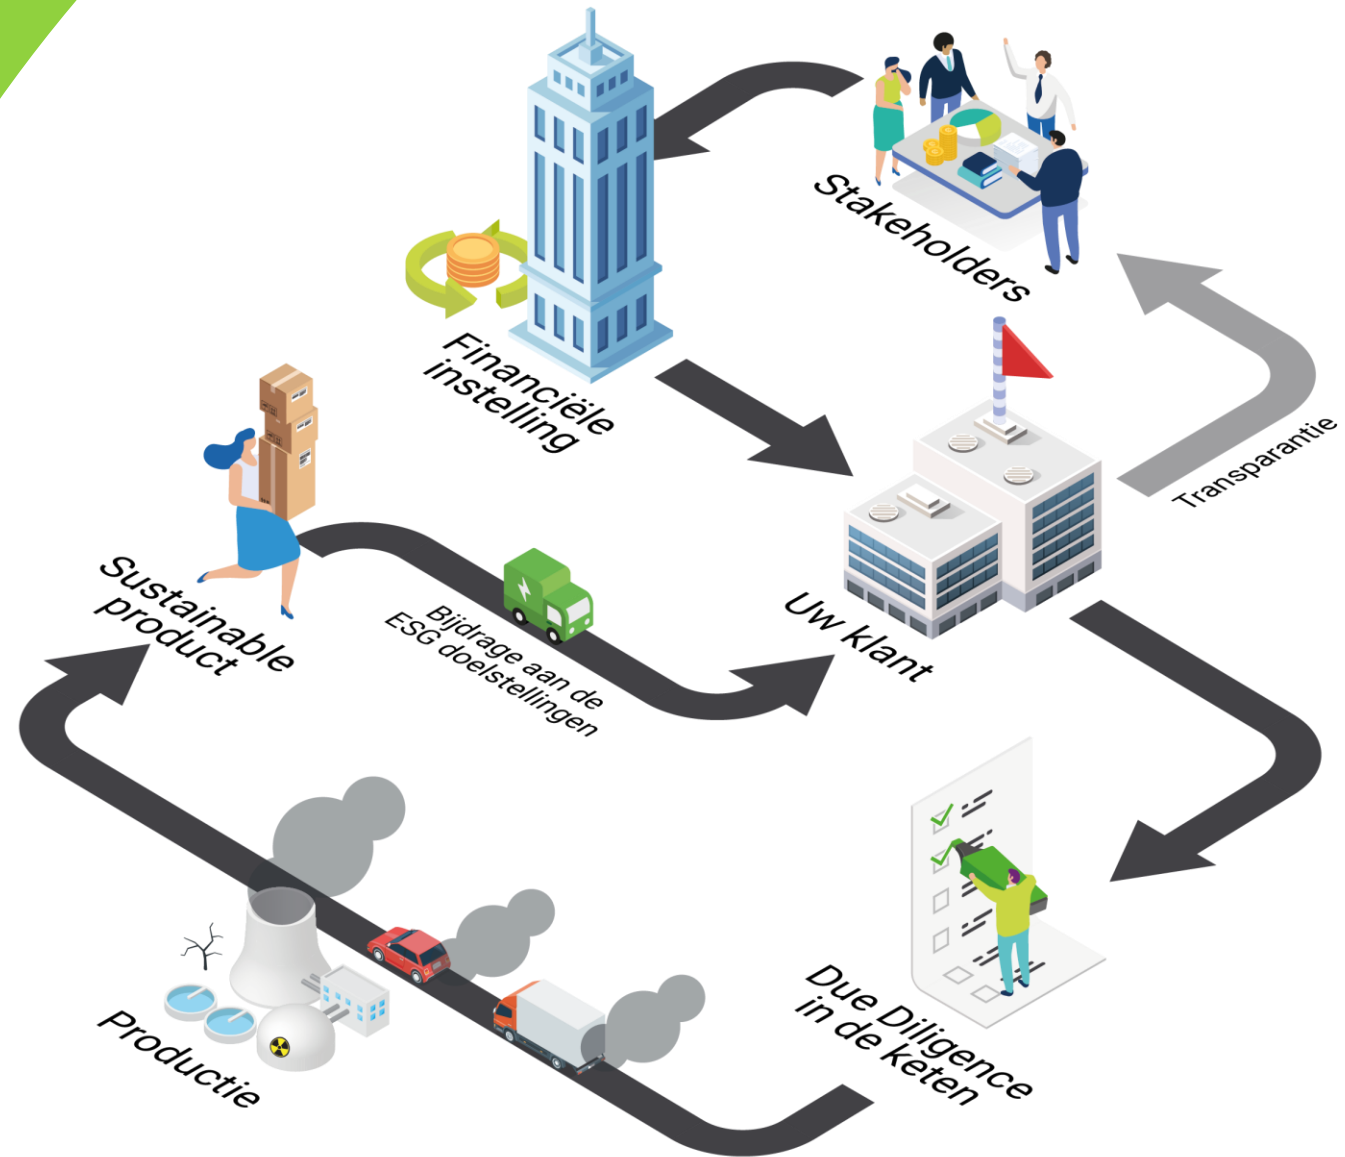 Stakeholders
Financiële
instelling
Transparantie
Sustainable
product
Bijdrage aan de
ESG doelstellingen
Uw klant
Due Diligence
in de keten
Productie